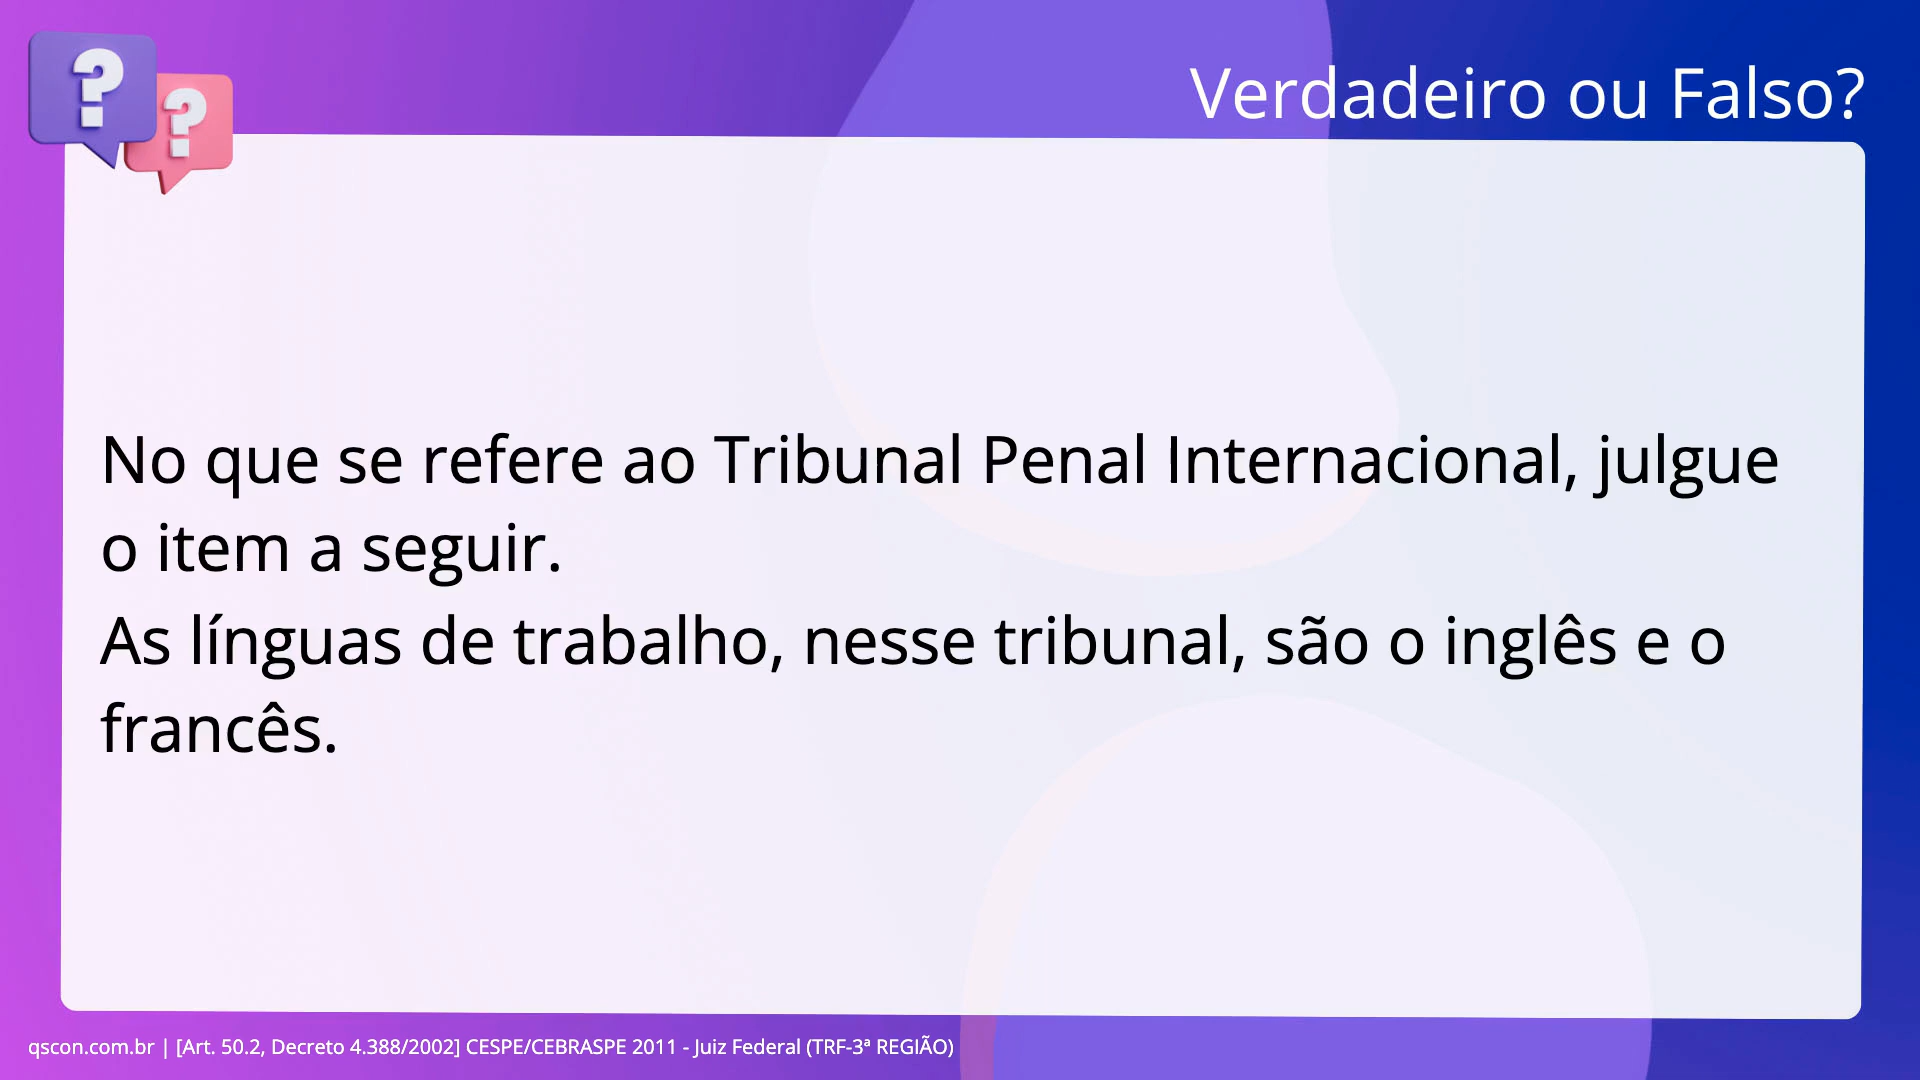 Verdadeiro ou Falso?
No que se refere ao Tribunal Penal Internacional, julgue
o item a seguir.
As línguas de trabalho, nesse tribunal, são o inglês e o
francês.
qscon.com.br | [Art. 50.2, Decreto 4.388/2002] CESPE/CEBRASPE 2011 - Juiz Federal (TRF-3ª REGIÃO)